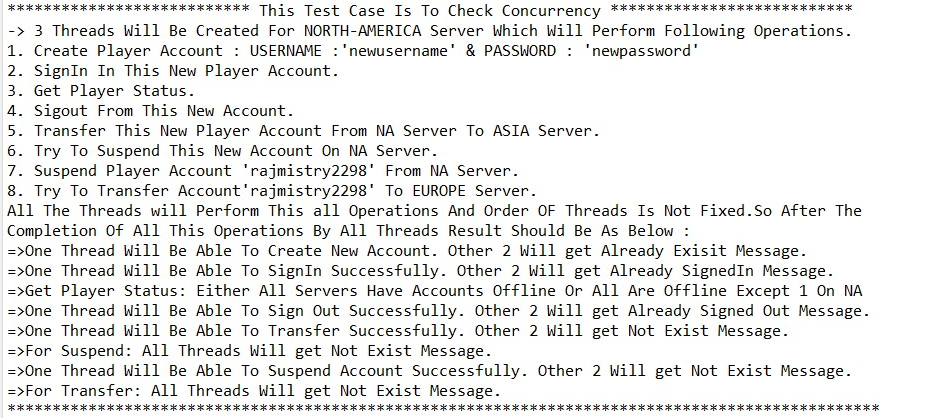 *************************** This Test Case Is To Check Concurrency ***************************
-> 3 Threads Will Be Created For NORTH-AMERICA Server Which Will Perform Following Operations.
1. Create Player Account : USERNAME :'newusername' & PASSWORD : 'newpassword'
2. SignIn In This New Player Account.
3. Get Player Status.
4. Sigout From This New Account.
5. Transfer This New Player Account From NA Server To ASIA Server.
6. Try To Suspend This New Account On NA Server.
7. Suspend Player Account 'rajmistry2298' From NA Server.
8. Try To Transfer Account'rajmistry2298' To EUROPE Server.
All The Threads will Perform This all Operations And Order OF Threads Is Not Fixed.So After The
Completion Of All This Operations By All Threads Result Should Be As Below :
=>One Thread Will Be Able To Create New Account. Other 2 Will get Already Exisit Message.
=>One Thread Will Be Able To SignIn Successfully. Other 2 Will get Already SignedIn Message.
=>Get Player Status: Either All Servers Have Accounts Offline Or All Are Offline Except 1 On NA
=>One Thread Will Be Able To Sign Out Successfully. Other 2 Will get Already Signed Out Message.
=>One Thread Will Be Able To Transfer Successfully. Other 2 Will get Not Exist Message.
=>For Suspend: All Threads Will get Not Exist Message.
=>One Thread Will Be Able To Suspend Account Successfully. Other 2 Will get Not Exist Message.
=>For Transfer: All Threads Will get Not Exist Message.
*************************************************************************************************